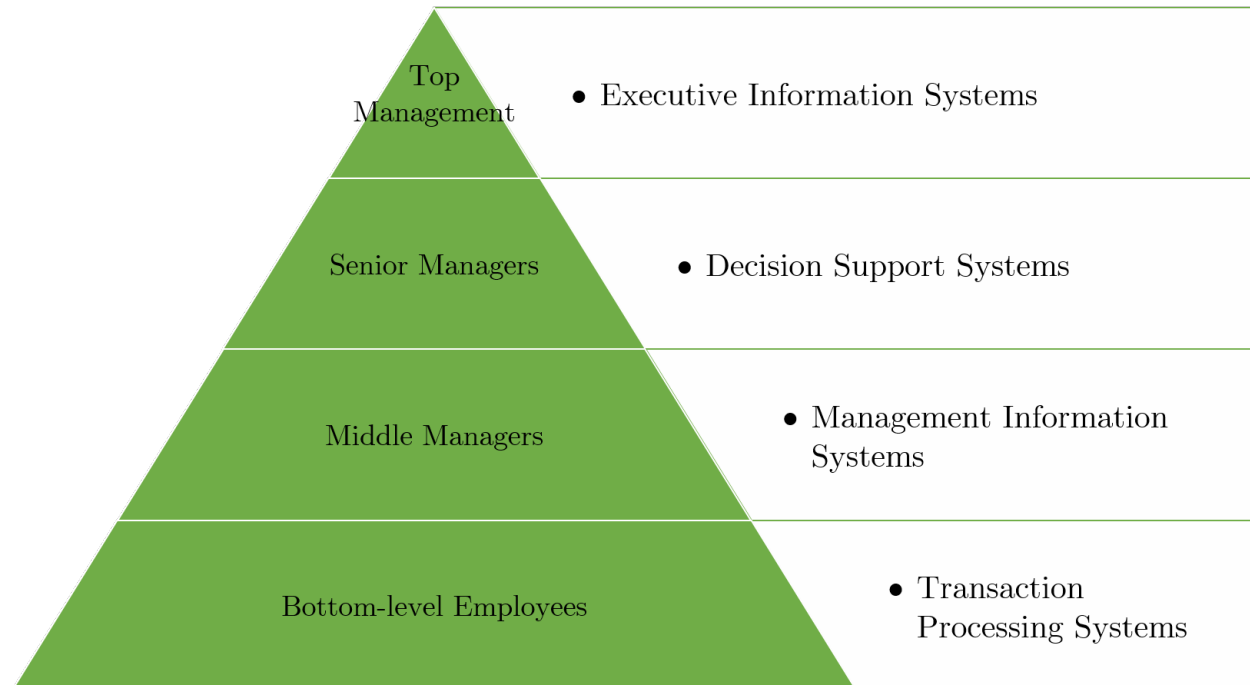 Top
Management
• Executive Information Systems
Senior Managers
• Decision Support Systems
Middle Managers
• Management Information
Systems
Bottom-level Employees
• Transaction
Processing Systems